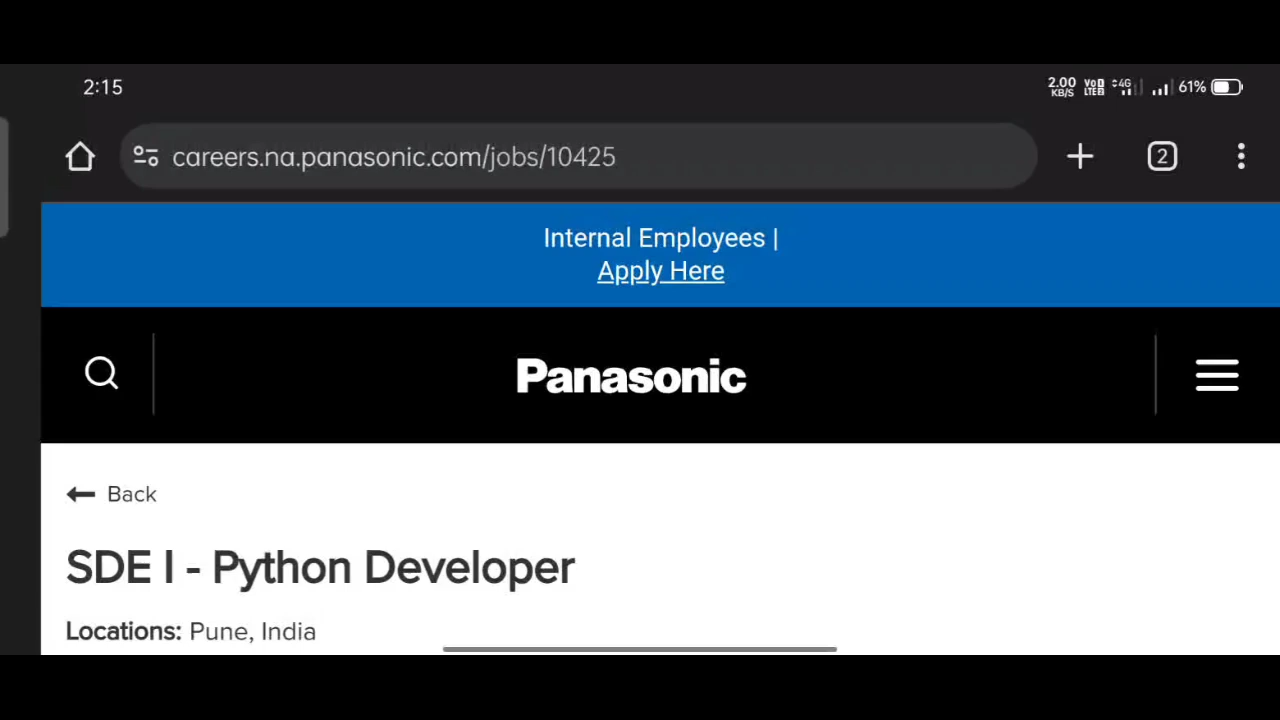 2:15
2.00 KB/S VoD LTE 4G 61%
careers.na.panasonic.com/jobs/10425
2
Internal Employees |
Apply Here
Panasonic
Back
SDE I - Python Developer
Locations: Pune, India